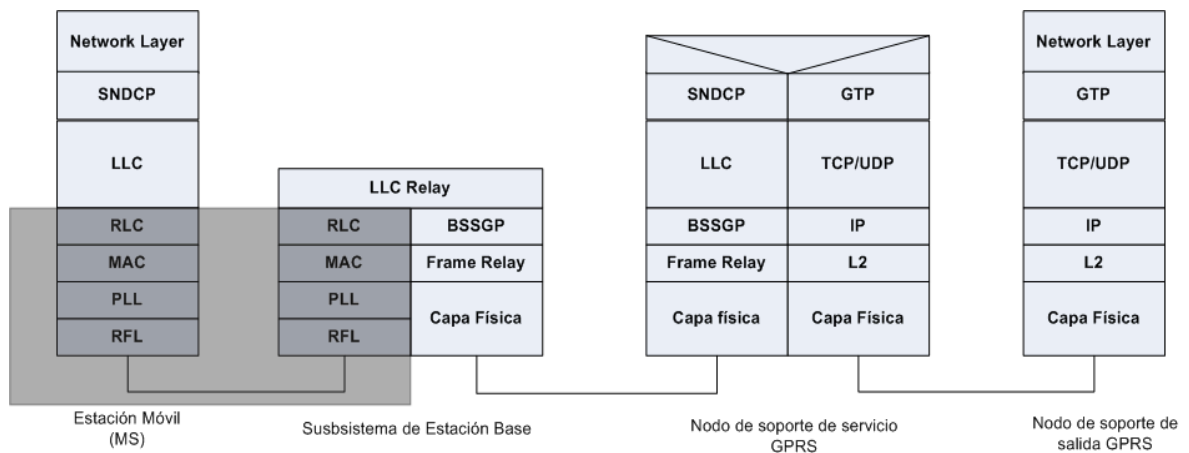 Network Layer
SNDCP
LLC
RLC
MAC
PLL
RFL
Estación Móvil
(MS)
LLC Relay
RLC
BSSGP
MAC
Frame Relay
PLL
RFL
Capa Física
Susbsistema de Estación Base
SNDCP
GTP
LLC
TCP/UDP
BSSGP
IP
Frame Relay
L2
Capa física
Capa Física
Nodo de soporte de servicio
GPRS
Network Layer
GTP
TCP/UDP
IP
L2
Capa Física
Nodo de soporte de
salida GPRS